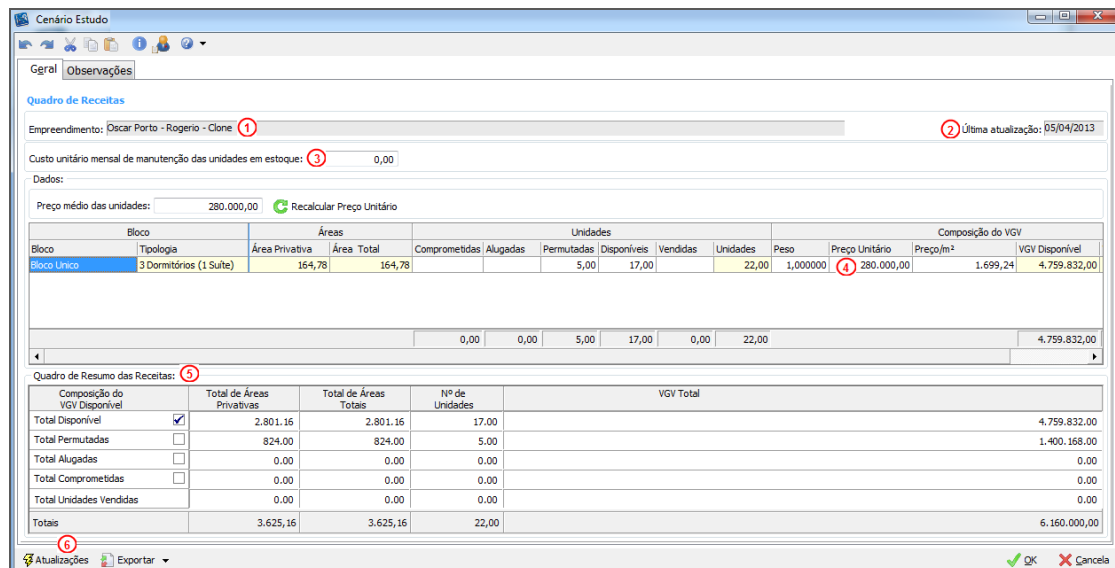 Cenário Estudo
Geral Observações
Quadro de Receitas
Empreendimento: Oscar Porto - Rogerio - Clone 1 2 Última atualização: 05/04/2013
Custo unitário mensal de manutenção das unidades em estoque: 3 0,00
Dados:
Preço médio das unidades: 280.000,00 Recalcular Preço Unitário
Bloco Áreas Unidades Composição do VGV
Bloco Tipologia Área Privativa Área Total Comprometidas Alugadas Permutadas Disponíveis Vendidas Unidades Peso Preço Unitário Preço/m² VGV Disponível
Bloco Unico 3 Dormitórios (1 Suíte) 164,78 164,78 5,00 17,00 22,00 1,000000 4 280.000,00 1.699,24 4.759.832,00
0,00 0,00 5,00 17,00 0,00 22,00 4.759.832,00
Quadro de Resumo das Receitas: 5
Composição do VGV Disponível Total de Áreas Privativas Total de Áreas Totais Nº de Unidades VGV Total
Total Disponível 2.801.16 2.801.16 17.00 4.759.832.00
Total Permutadas 824.00 824.00 5.00 1.400.168.00
Total Alugadas 0.00 0.00 0.00 0.00
Total Comprometidas 0.00 0.00 0.00 0.00
Total Unidades Vendidas 0.00 0.00 0.00 0.00
Totais 3.625,16 3.625,16 22,00 6.160.000,00
6
Atualizações Exportar OK Cancela